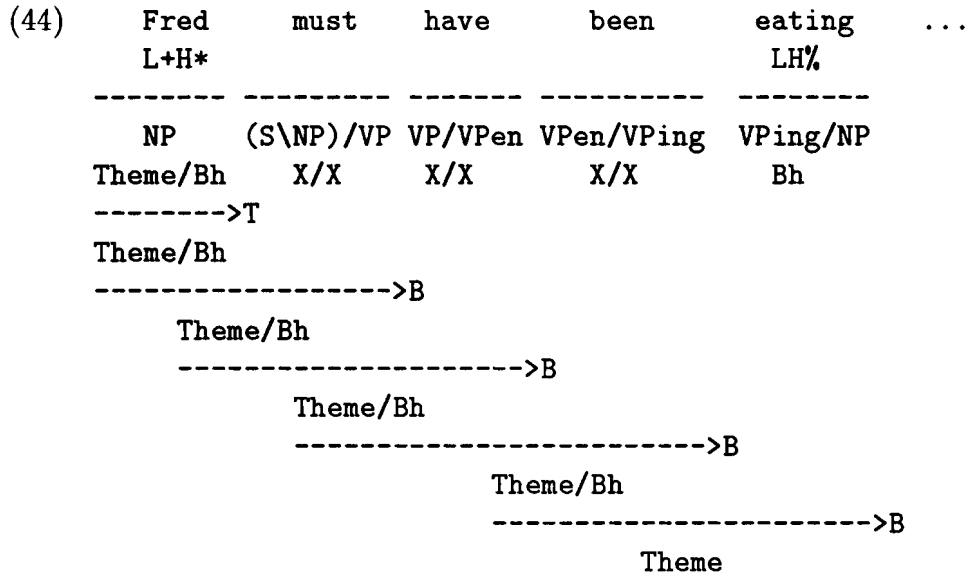 (44) Fred must have been eating ...
L+H* LH%
-------- --------- ------- ---------- --------
NP (S\NP)/VP VP/VPen VPen/VPing VPing/NP
Theme/Bh X/X X/X X/X Bh
-------->T
Theme/Bh
------------------>B
Theme/Bh
--------------------->B
Theme/Bh
------------------------->B
Theme/Bh
----------------------->B
Theme